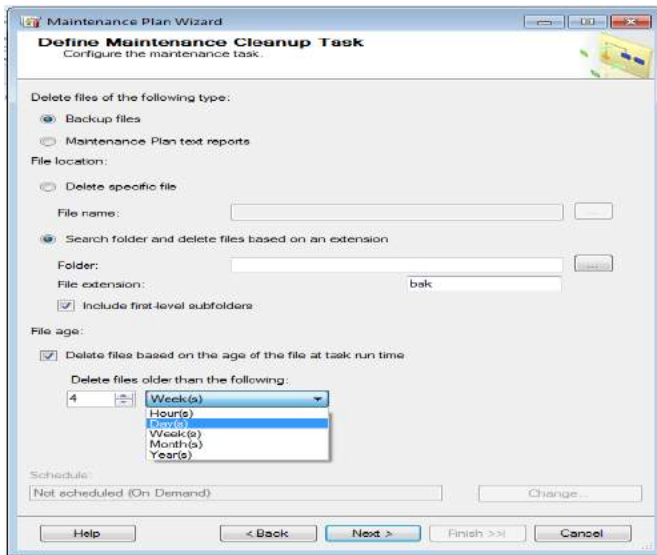 Maintenance Plan Wizard
Define Maintenance Cleanup Task
Configure the maintenance task.
Delete files of the following type:
Backup files
Maintenance Plan text reports
File location:
Delete specific file
File name:
...
Search folder and delete files based on an extension
Folder:
...
File extension:
bak
Include first-level subfolders
File age:
Delete files based on the age of the file at task run time
Delete files older than the following:
4 Week(s)
Hour(s)
Day(s)
Week(s)
Month(s)
Year(s)
Schedule:
Not scheduled (On Demand) Change...
Help < Back Next > Finish >>| Cancel